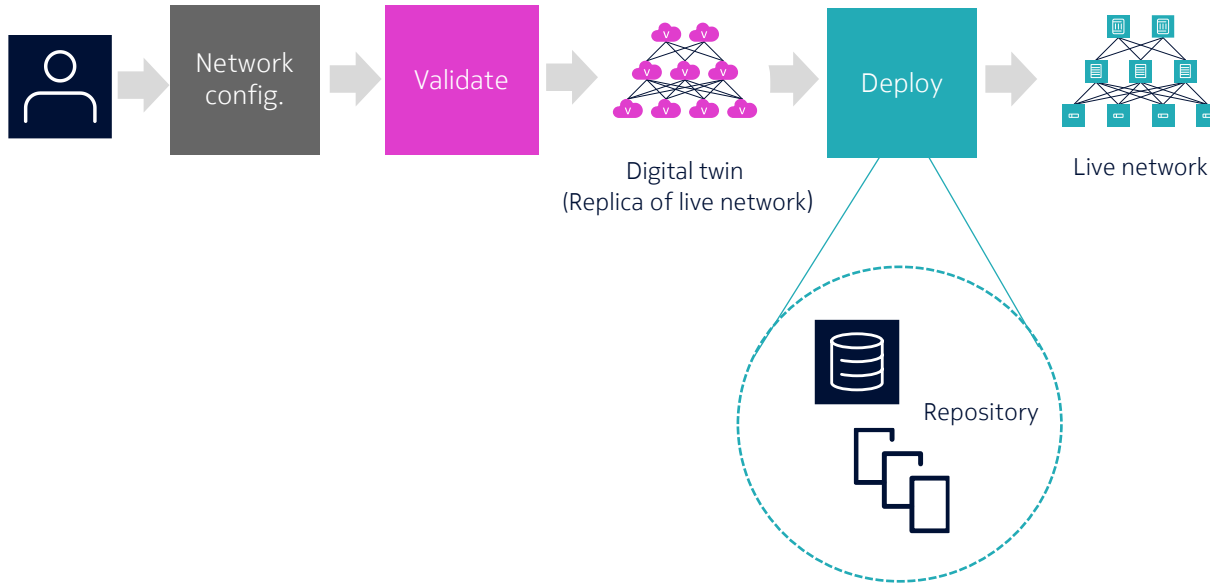 Network
config.
Validate
V V
V V V
V V V V
Digital twin
(Replica of live network)
Deploy
Live network
Repository